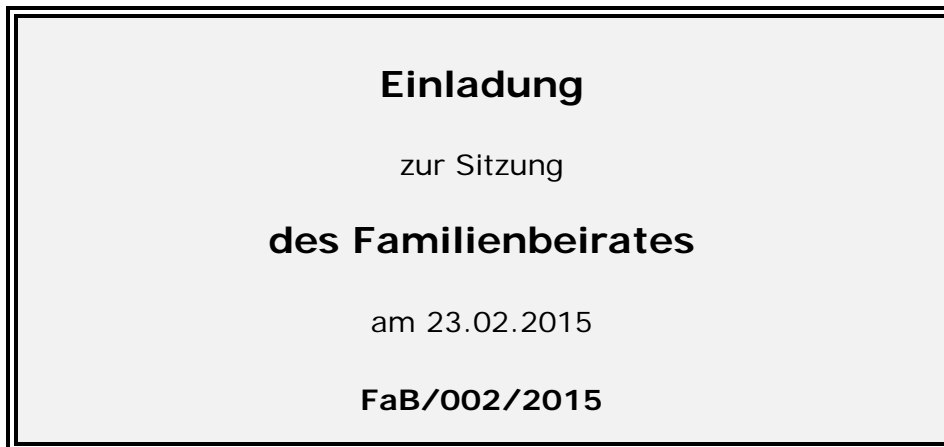 Einladung
zur Sitzung
des Familienbeirates
am 23.02.2015
FaB/002/2015